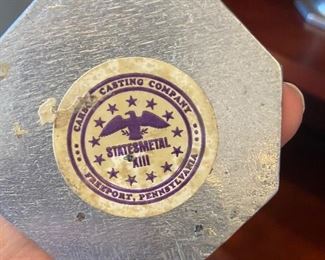 CARSON CASTING COMPANY
STATESMETAL
XIII
FREEPORT, PENNSYLVANIA